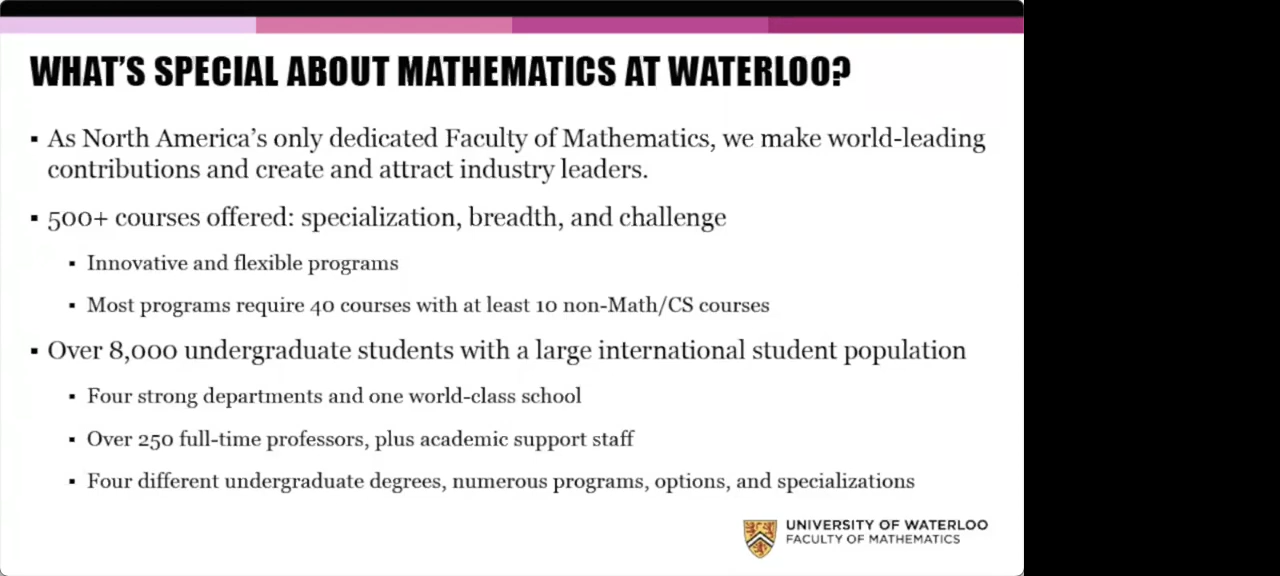 WHAT'S SPECIAL ABOUT MATHEMATICS AT WATERLOO?
▪ As North America's only dedicated Faculty of Mathematics, we make world-leading
contributions and create and attract industry leaders.
▪ 500+ courses offered: specialization, breadth, and challenge
▪ Innovative and flexible programs
▪ Most programs require 40 courses with at least 10 non-Math/CS courses
▪ Over 8,000 undergraduate students with a large international student population
▪ Four strong departments and one world-class school
▪ Over 250 full-time professors, plus academic support staff
▪ Four different undergraduate degrees, numerous programs, options, and specializations
UNIVERSITY OF WATERLOO
FACULTY OF MATHEMATICS